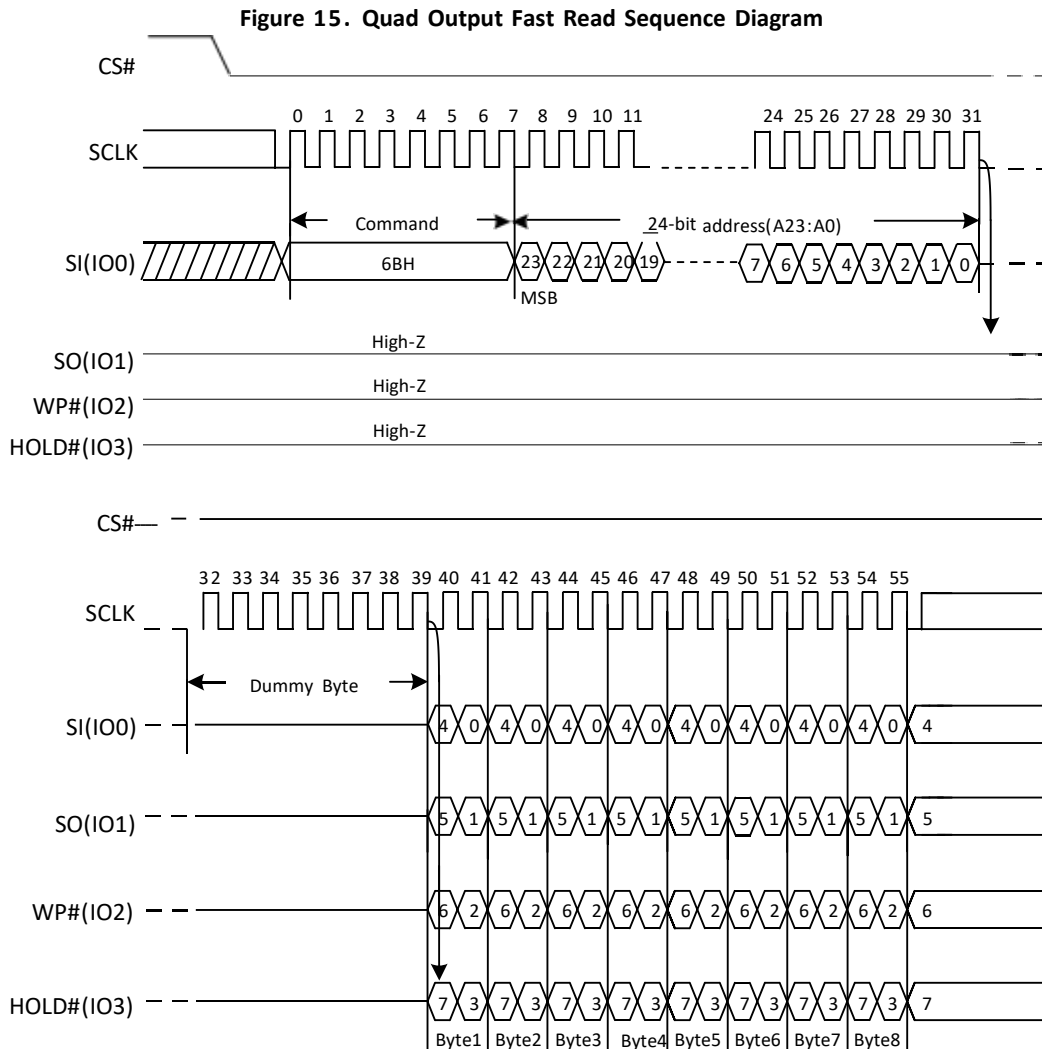 Figure 15. Quad Output Fast Read Sequence Diagram
CS#
0 1 2 3 4 5 6 7 8 9 10 11 24 25 26 27 28 29 30 31
SCLK
Command 24-bit address(A23:A0)
SI(IO0) 6BH 23 22 21 20 19 7 6 5 4 3 2 1 0
MSB
High-Z
SO(IO1)
High-Z
WP#(IO2)
High-Z
HOLD#(IO3)
CS#
32 33 34 35 36 37 38 39 40 41 42 43 44 45 46 47 48 49 50 51 52 53 54 55
SCLK
Dummy Byte
SI(IO0) 4 0 4 0 4 0 4 0 4 0 4 0 4 0 4 0 4
SO(IO1) 5 1 5 1 5 1 5 1 5 1 5 1 5 1 5 1 5
WP#(IO2) 6 2 6 2 6 2 6 2 6 2 6 2 6 2 6 2 6
HOLD#(IO3) 7 3 7 3 7 3 7 3 7 3 7 3 7 3 7 3 7
Byte1 Byte2 Byte3 Byte4 Byte5 Byte6 Byte7 Byte8